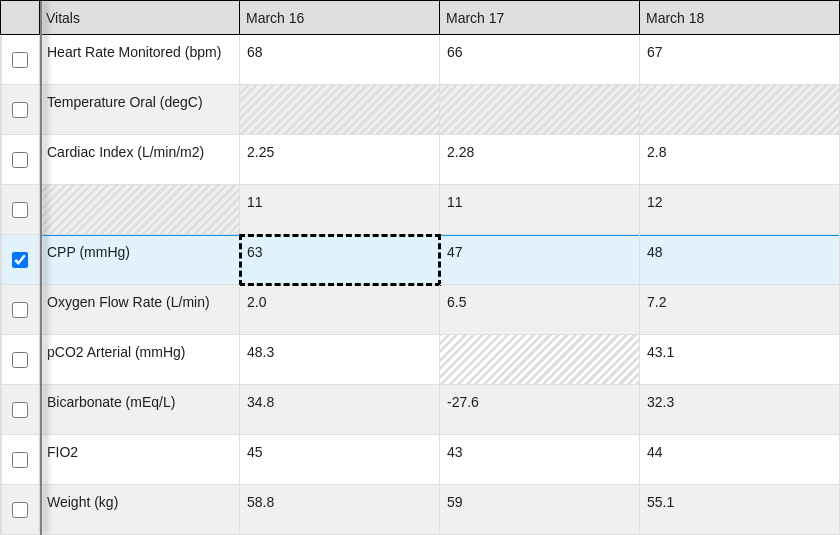 Vitals March 16 March 17 March 18
Heart Rate Monitored (bpm) 68 66 67
Temperature Oral (degC)
Cardiac Index (L/min/m2) 2.25 2.28 2.8
11 11 12
CPP (mmHg) 63 47 48
Oxygen Flow Rate (L/min) 2.0 6.5 7.2
pCO2 Arterial (mmHg) 48.3 43.1
Bicarbonate (mEq/L) 34.8 -27.6 32.3
FIO2 45 43 44
Weight (kg) 58.8 59 55.1